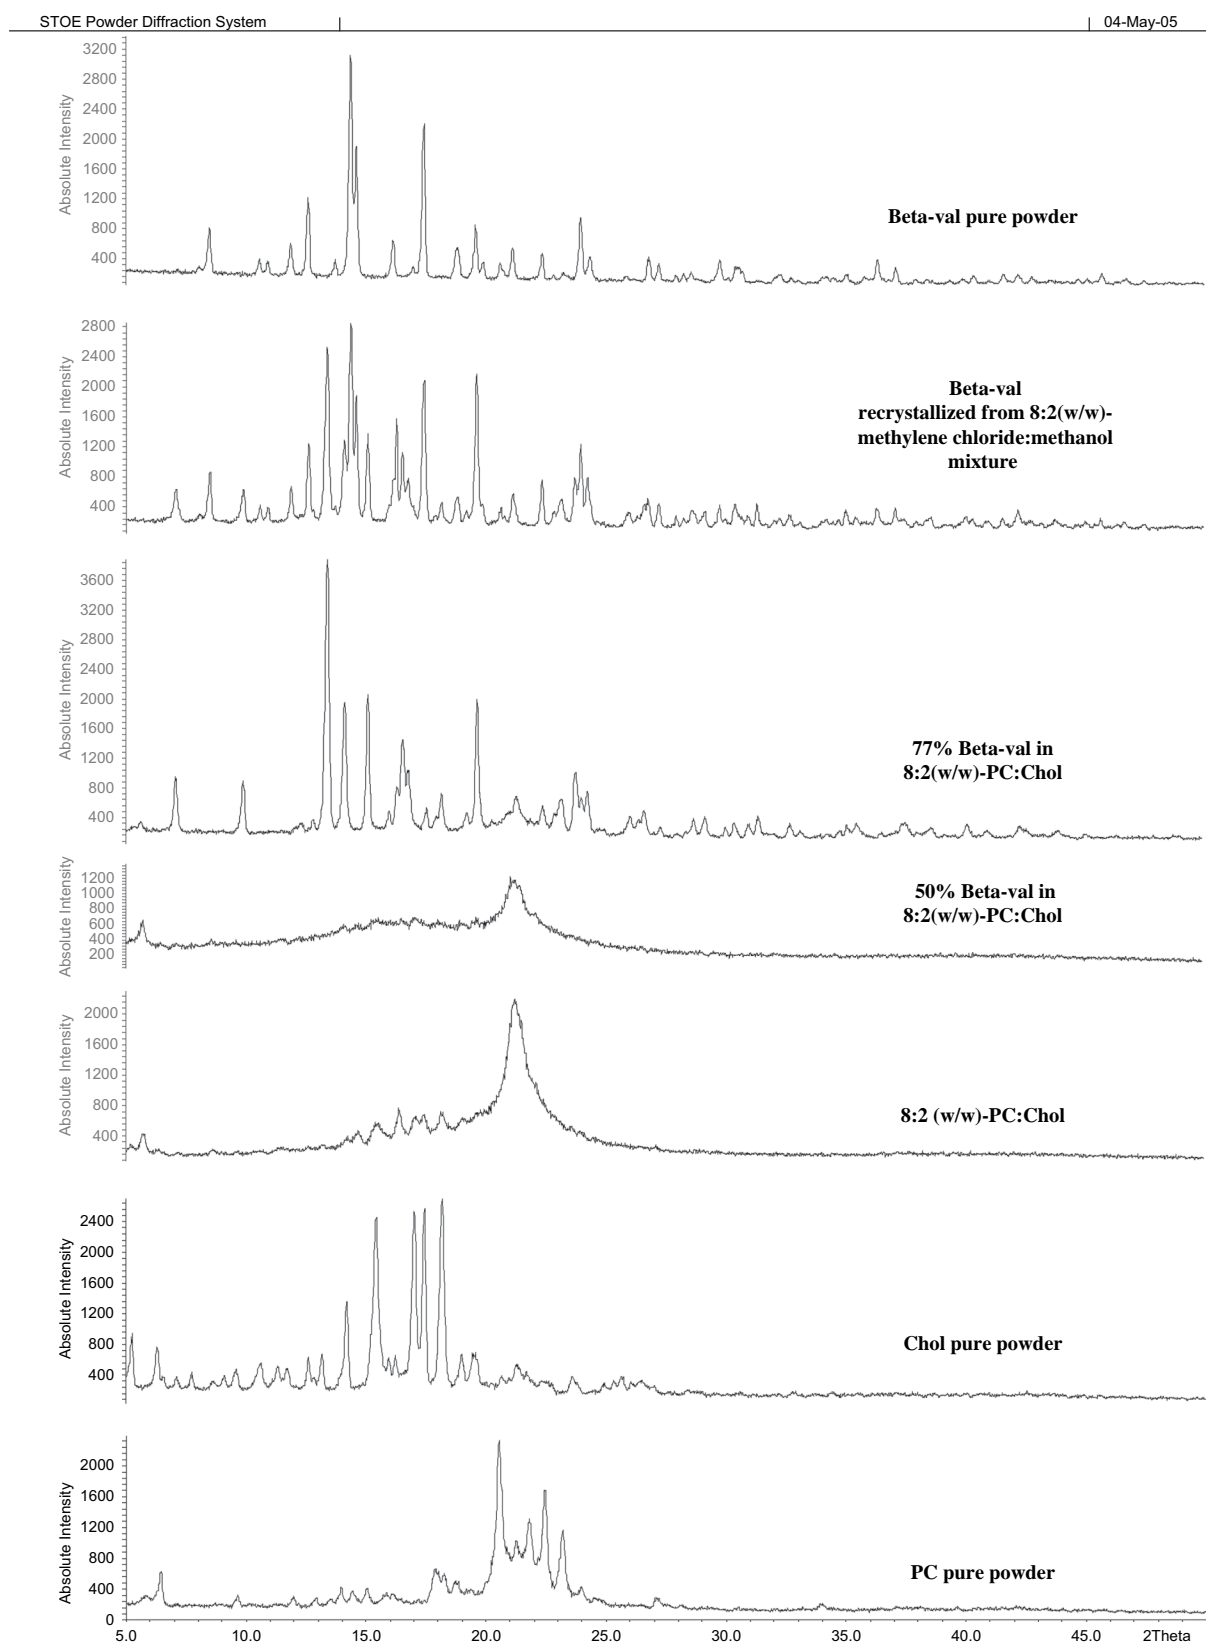 STOE Powder Diffraction System
04-May-05
3200
2800
2400
2000
1600
1200
800
400
Absolute Intensity
Beta-val pure powder
2800
2400
2000
1600
1200
800
400
Absolute Intensity
Beta-val
recrystallized from 8:2(w/w)-
methylene chloride:methanol
mixture
3600
3200
2800
2400
2000
1600
1200
800
400
Absolute Intensity
77% Beta-val in
8:2(w/w)-PC:Chol
1200
1000
800
600
400
200
Absolute Intensity
50% Beta-val in
8:2(w/w)-PC:Chol
2000
1600
1200
800
400
Absolute Intensity
8:2 (w/w)-PC:Chol
2400
2000
1600
1200
800
400
Absolute Intensity
Chol pure powder
2000
1600
1200
800
400
0
Absolute Intensity
PC pure powder
5.0 10.0 15.0 20.0 25.0 20.0 35.0 40.0 45.0 2Theta